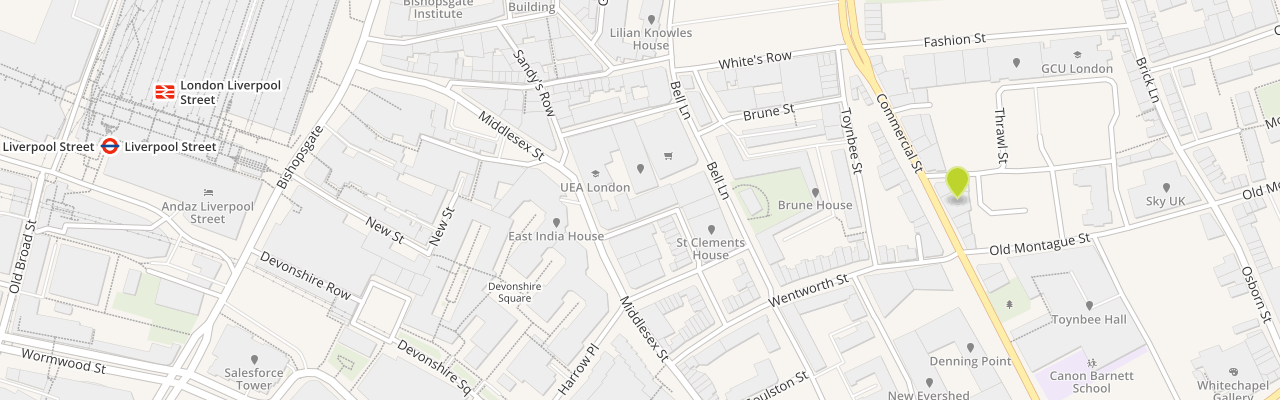 Bishopsgate
Institute
Building
Lilian Knowles
House
White's Row
Fashion St
GCU London
Brick Ln
London Liverpool
Street
Sandy's Row
Bell Ln
Brune St
Toynbee St
Commercial St
Thrawl St
Middlesex St
Liverpool Street
Liverpool Street
Bishopsgate
UEA London
Bell Ln
Andaz Liverpool
Street
Brune House
Sky UK
Old Mo
New St
New St
East India House
St Clements
House
Old Montague St
Old Broad St
Devonshire Row
Devonshire
Square
Wentworth St
Osborn St
Toynbee Hall
Middlesex St
Wormwood St
Salesforce
Tower
Devonshire Sq
Harrow Pl
Denning Point
Canon Barnett
School
Whitechapel
Gallery
New Evershed